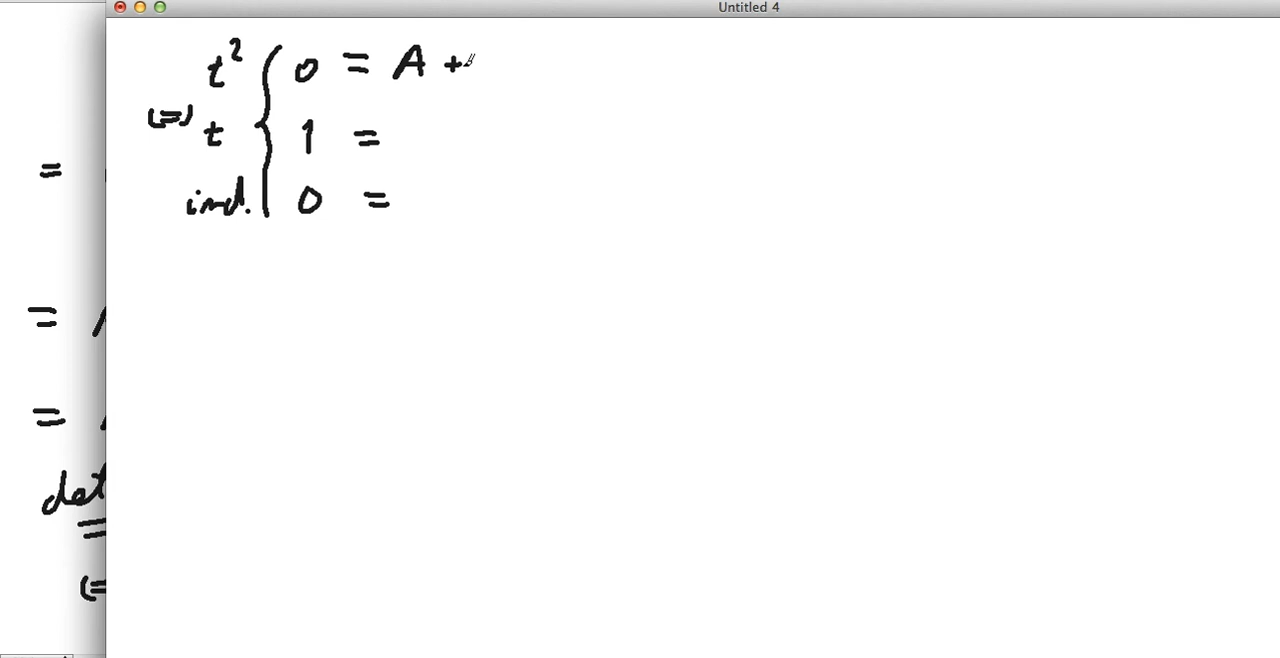 Untitled 4
t² { 0 = A +
(=) t { 1 =
ind. { 0 =
=
=
=
det
(=